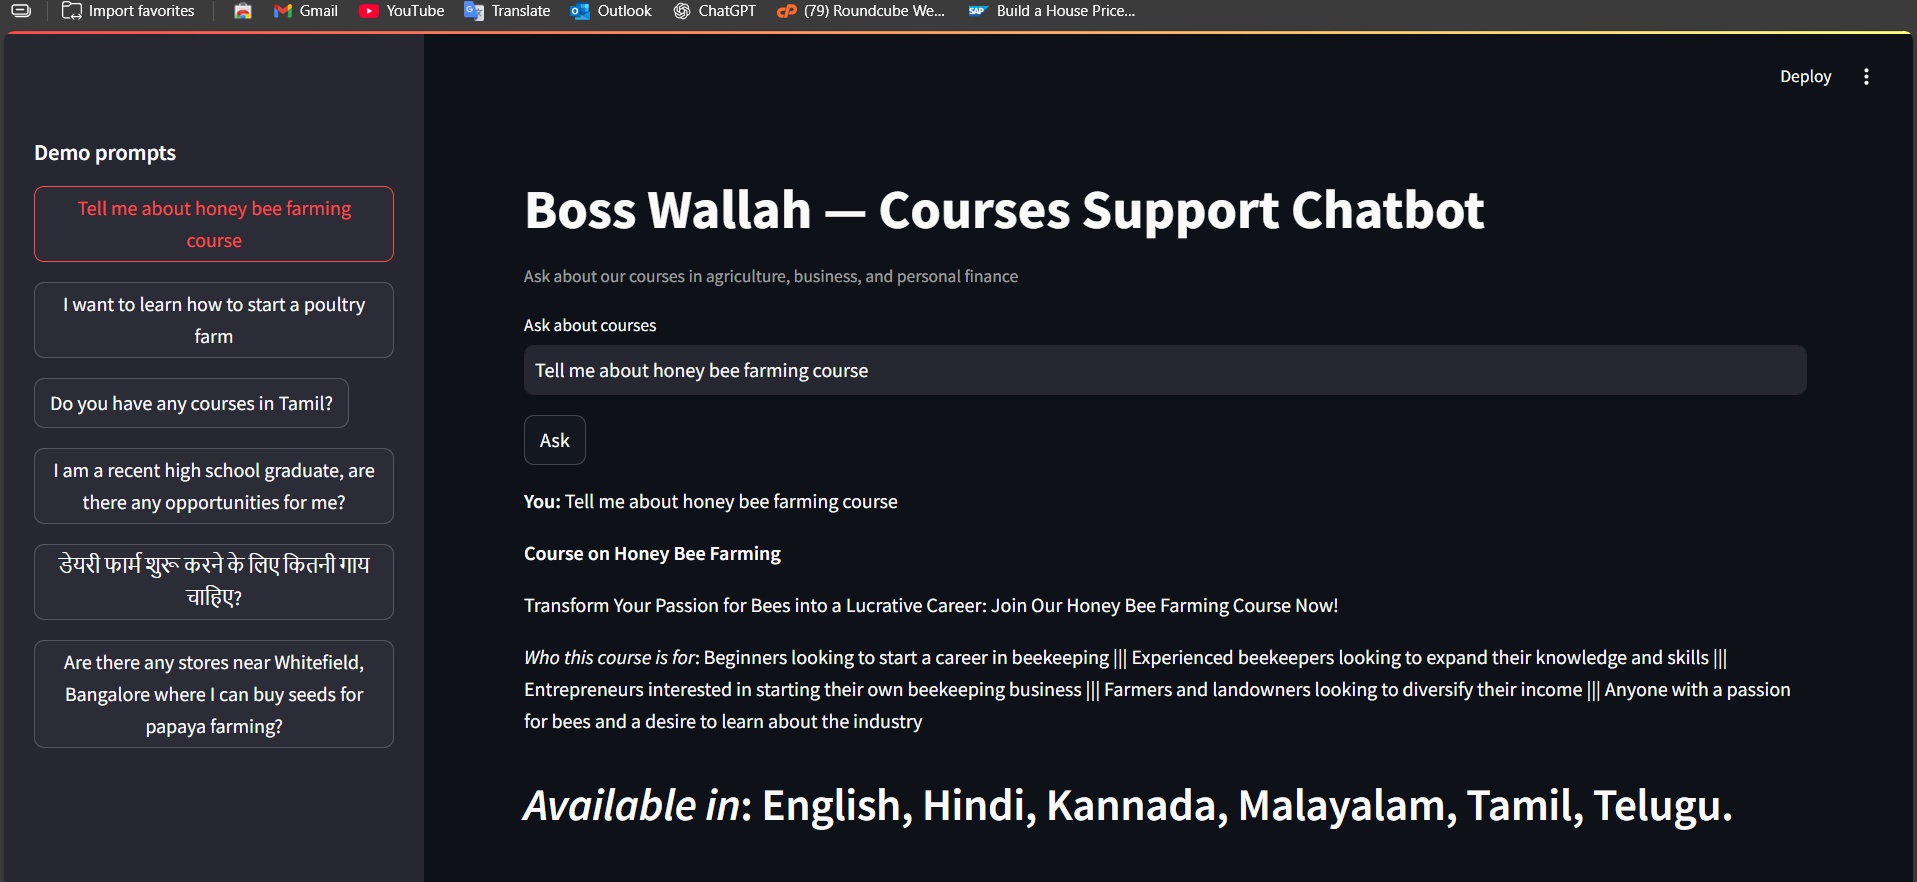 Import favorites
Gmail
YouTube
Translate
Outlook
ChatGPT
(79) Roundcube We...
Build a House Price...
Deploy
Demo prompts
Tell me about honey bee farming
course
I want to learn how to start a poultry
farm
Do you have any courses in Tamil?
I am a recent high school graduate, are
there any opportunities for me?
डेयरी फार्म शुरू करने के लिए कितनी गाय
चाहिए?
Are there any stores near Whitefield,
Bangalore where I can buy seeds for
papaya farming?
Boss Wallah — Courses Support Chatbot
Ask about our courses in agriculture, business, and personal finance
Ask about courses
Tell me about honey bee farming course
Ask
You: Tell me about honey bee farming course
Course on Honey Bee Farming
Transform Your Passion for Bees into a Lucrative Career: Join Our Honey Bee Farming Course Now!
Who this course is for: Beginners looking to start a career in beekeeping ||| Experienced beekeepers looking to expand their knowledge and skills |||
Entrepreneurs interested in starting their own beekeeping business ||| Farmers and landowners looking to diversify their income ||| Anyone with a passion
for bees and a desire to learn about the industry
Available in: English, Hindi, Kannada, Malayalam, Tamil, Telugu.